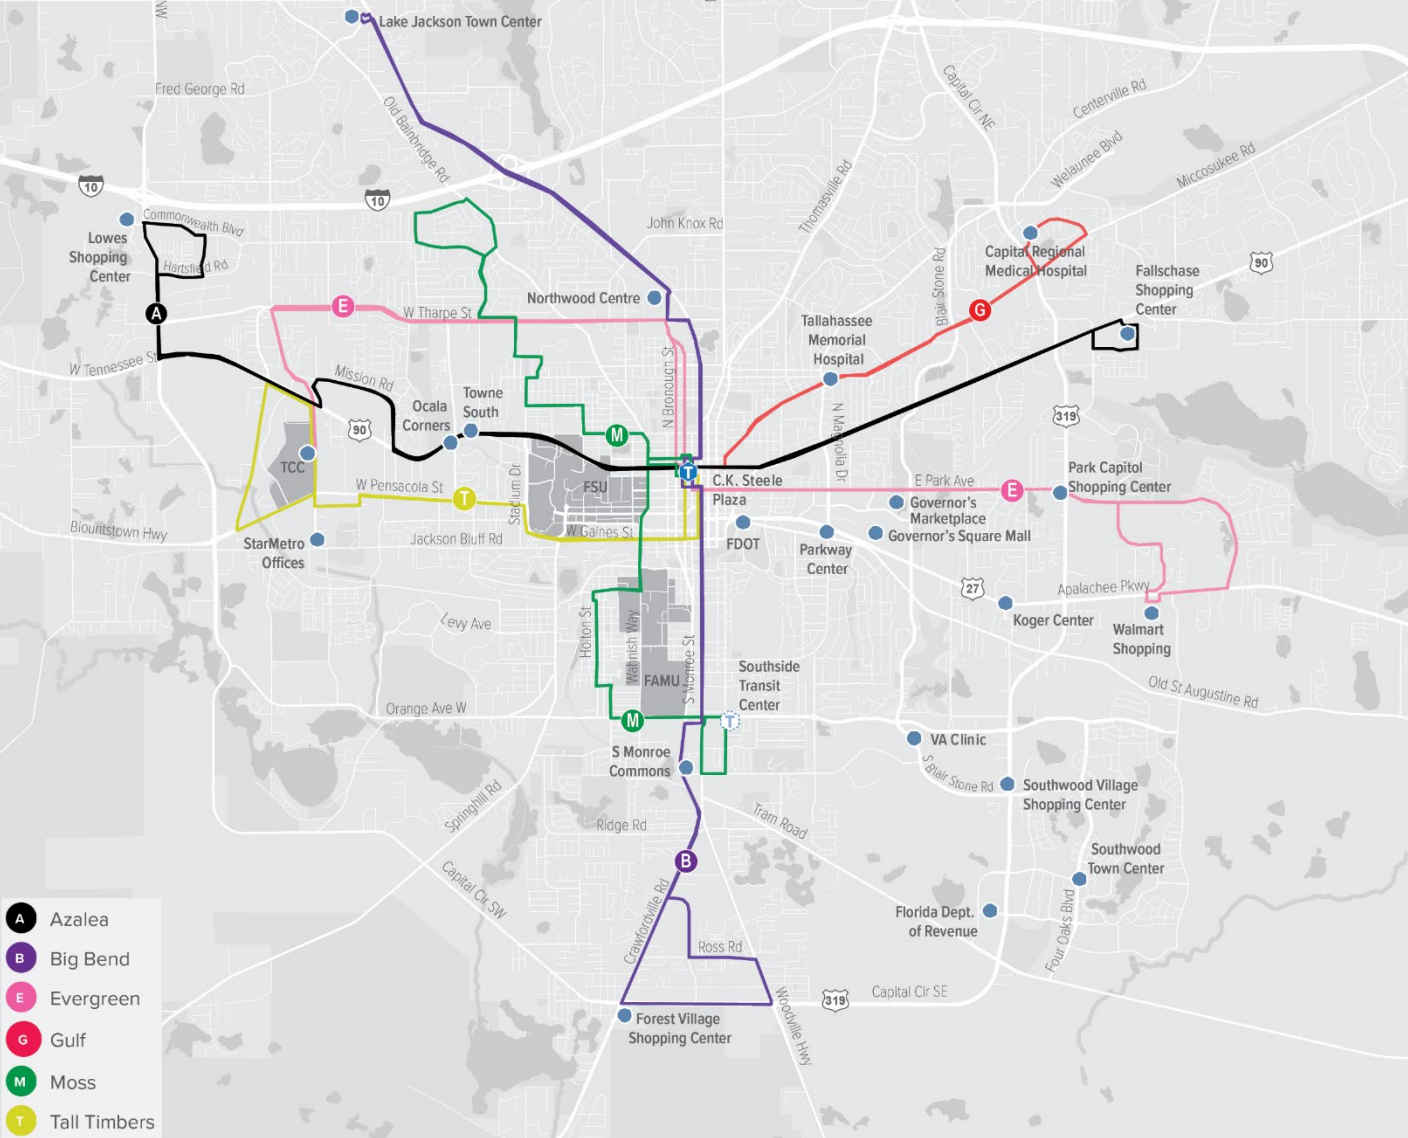 NW
Lake Jackson Town Center
Fred George Rd
Old Bainbridge Rd
Capital Cir NE
Centerville Rd
Welaunee Blvd
Miccosukee Rd
Thomasville Rd
10
10
Commonwealth Blvd
Lowes
Shopping
Center
Hartsfield Rd
John Knox Rd
Capital Regional
Medical Hospital
90
Fallschase
Shopping
Center
Blair Stone Rd
Northwood Centre
A
E
W Tharpe St
G
Tallahassee
Memorial
Hospital
W Tennessee St
Mission Rd
Towne
South
Ocala
Corners
N Bronough St
N Magnolia Dr
90
M
319
TCC
FSU
T
C.K. Steele
Plaza
Park Capitol
Shopping Center
E Park Ave
E
W Pensacola St
T
Stadium Dr
Governor's
Marketplace
Governor's Square Mall
Blountstown Hwy
StarMetro
Offices
Jackson Bluff Rd
W Gaines St
FDOT
Parkway
Center
27
Apalachee Pkwy
Koger Center
Walmart
Shopping
Levy Ave
Holton St
Wahnish Way
FAMU
S Monroe St
Southside
Transit
Center
Old St Augustine Rd
Orange Ave W
M
T
S Monroe
Commons
VA Clinic
S Blair Stone Rd
Southwood Village
Shopping Center
Springhill Rd
Ridge Rd
Tram Road
B
Southwood
Town Center
Capital Cir SW
Crawfordville Rd
Florida Dept.
of Revenue
Four Oaks Blvd
Ross Rd
Woodville Hwy
319
Capital Cir SE
Forest Village
Shopping Center
A Azalea
B Big Bend
E Evergreen
G Gulf
M Moss
T Tall Timbers